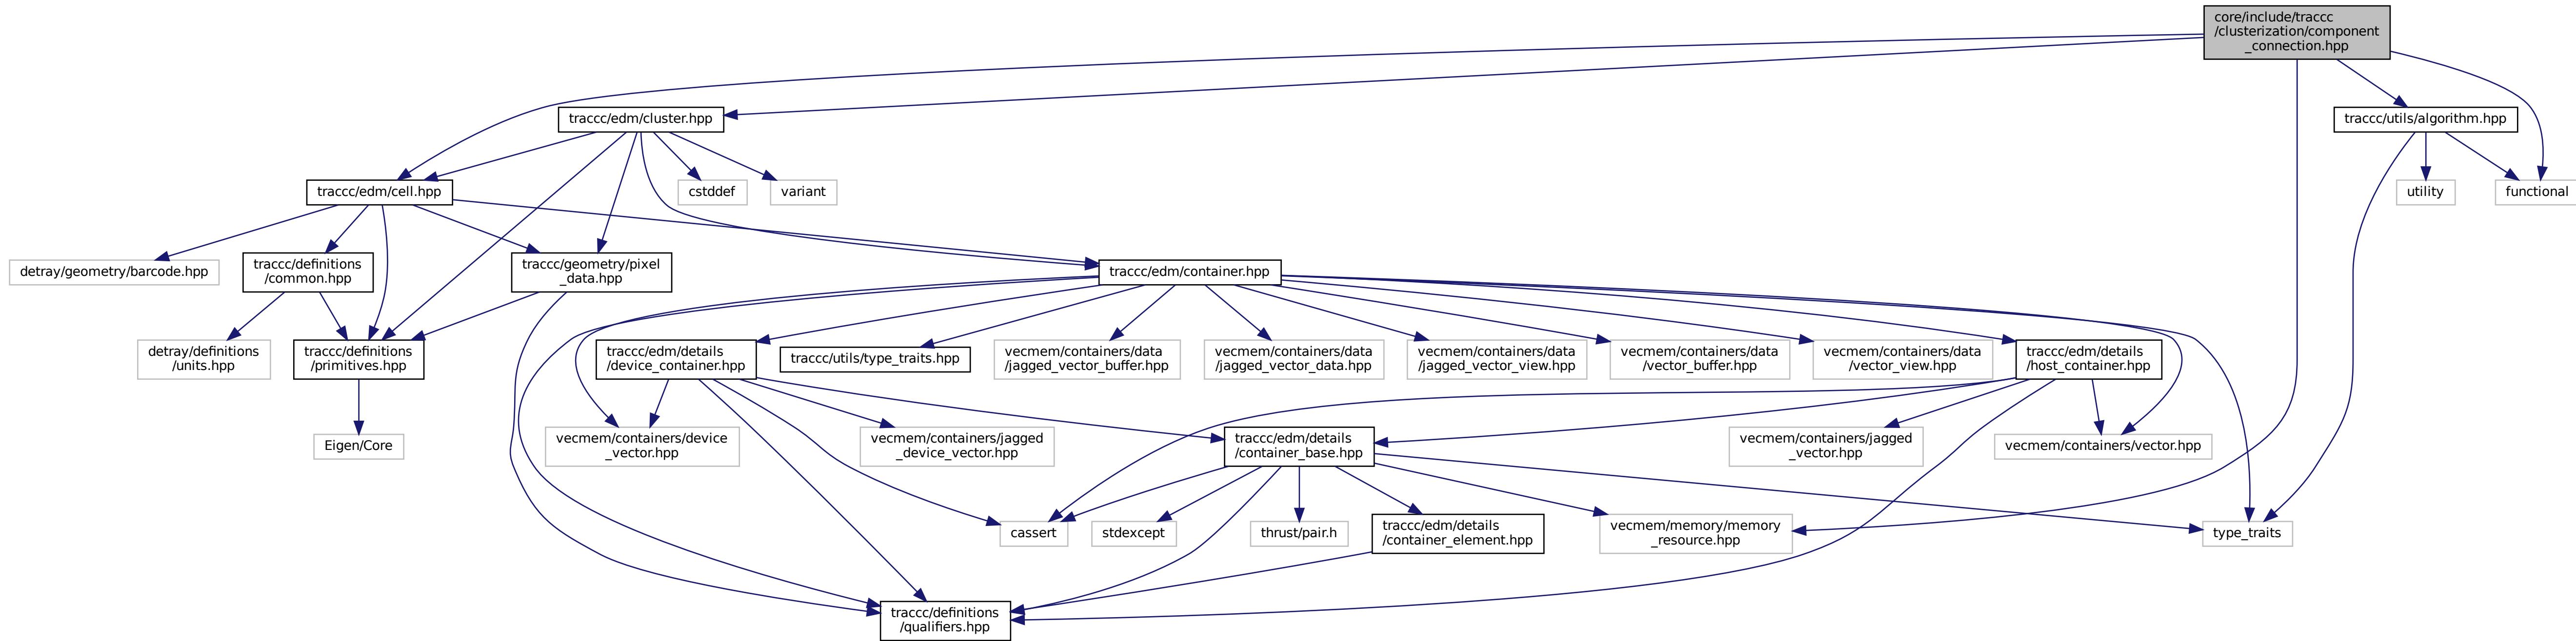 core/include/traccc
/clusterization/component
_connection.hpp
traccc/edm/cluster.hpp
traccc/utils/algorithm.hpp
traccc/edm/cell.hpp
cstddef
variant
utility
functional
detray/geometry/barcode.hpp
traccc/definitions
/common.hpp
traccc/geometry/pixel
_data.hpp
traccc/edm/container.hpp
detray/definitions
/units.hpp
traccc/definitions
/primitives.hpp
traccc/edm/details
/device_container.hpp
traccc/utils/type_traits.hpp
vecmem/containers/data
/jagged_vector_buffer.hpp
vecmem/containers/data
/jagged_vector_data.hpp
vecmem/containers/data
/jagged_vector_view.hpp
vecmem/containers/data
/vector_buffer.hpp
vecmem/containers/data
/vector_view.hpp
traccc/edm/details
/host_container.hpp
Eigen/Core
vecmem/containers/device
_vector.hpp
vecmem/containers/jagged
_device_vector.hpp
traccc/edm/details
/container_base.hpp
vecmem/containers/jagged
_vector.hpp
vecmem/containers/vector.hpp
cassert
stdexcept
thrust/pair.h
traccc/edm/details
/container_element.hpp
vecmem/memory/memory
_resource.hpp
type_traits
traccc/definitions
/qualifiers.hpp